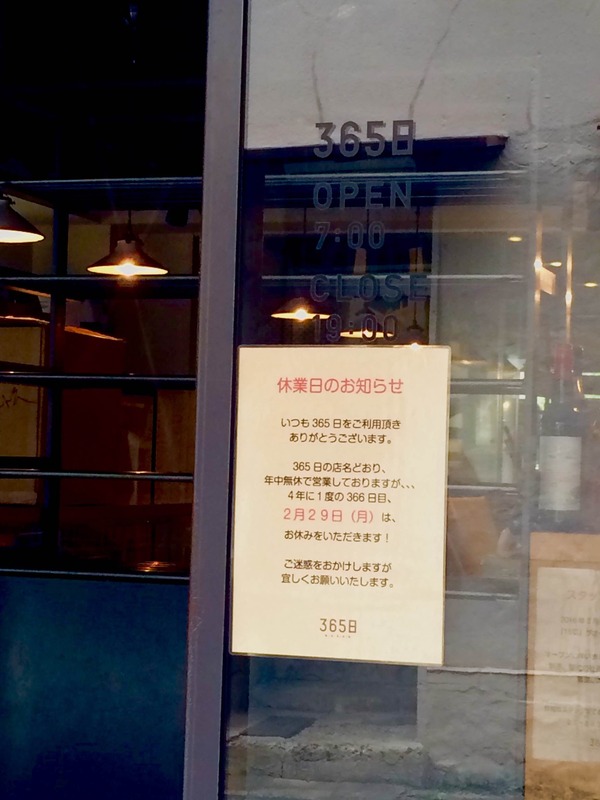 365日
OPEN
7:00
CLOSE
19:00
休業日のお知らせ
いつも365日をご利用頂き
ありがとうございます。
365日の店名どおり、
年中無休で営業しておりますが、、、
4年に1度の366日目、
2月29日（月）は、
お休みをいただきます！
ご迷惑をおかけしますが
宜しくお願いいたします。
365日